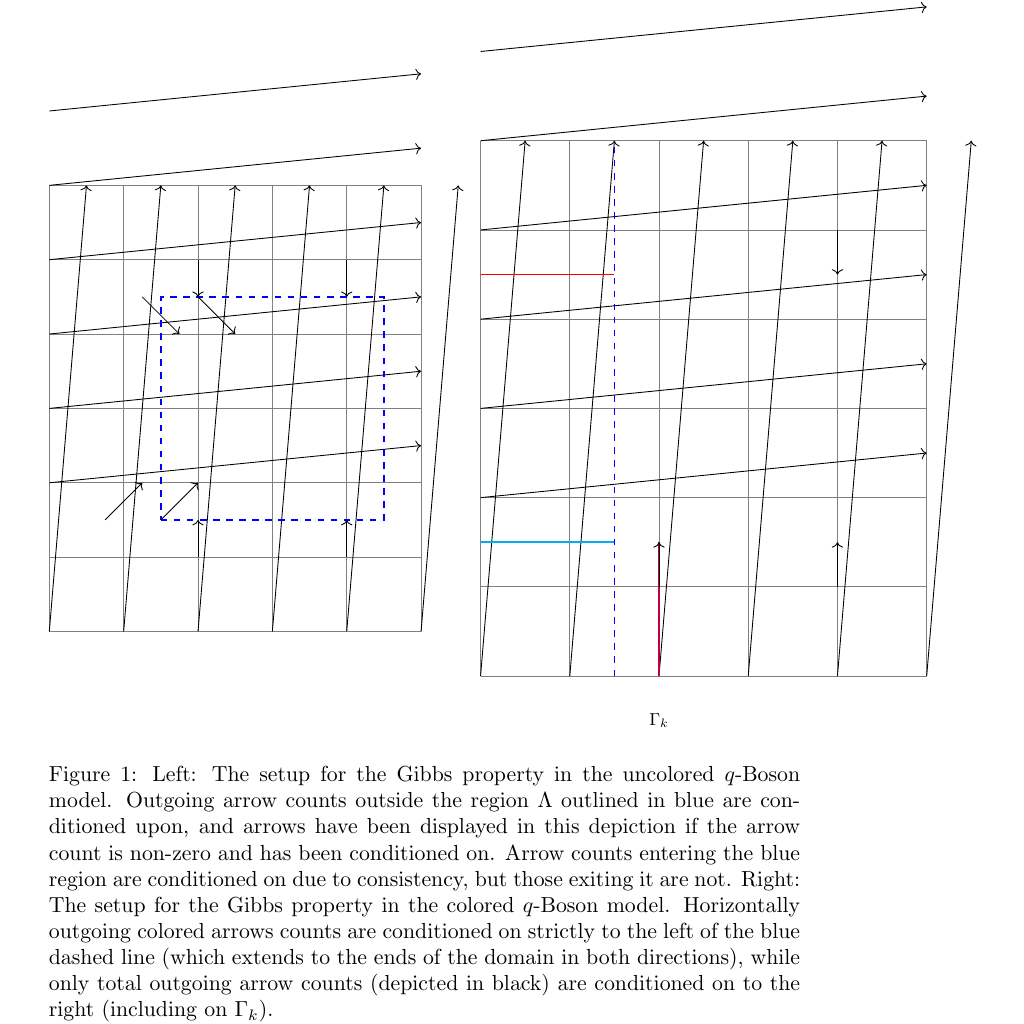 Γk
Figure 1: Left: The setup for the Gibbs property in the uncolored q-Boson
model. Outgoing arrow counts outside the region Λ outlined in blue are con-
ditioned upon, and arrows have been displayed in this depiction if the arrow
count is non-zero and has been conditioned on. Arrow counts entering the blue
region are conditioned on due to consistency, but those exiting it are not. Right:
The setup for the Gibbs property in the colored q-Boson model. Horizontally
outgoing colored arrows counts are conditioned on strictly to the left of the blue
dashed line (which extends to the ends of the domain in both directions), while
only total outgoing arrow counts (depicted in black) are conditioned on to the
right (including on Γk).